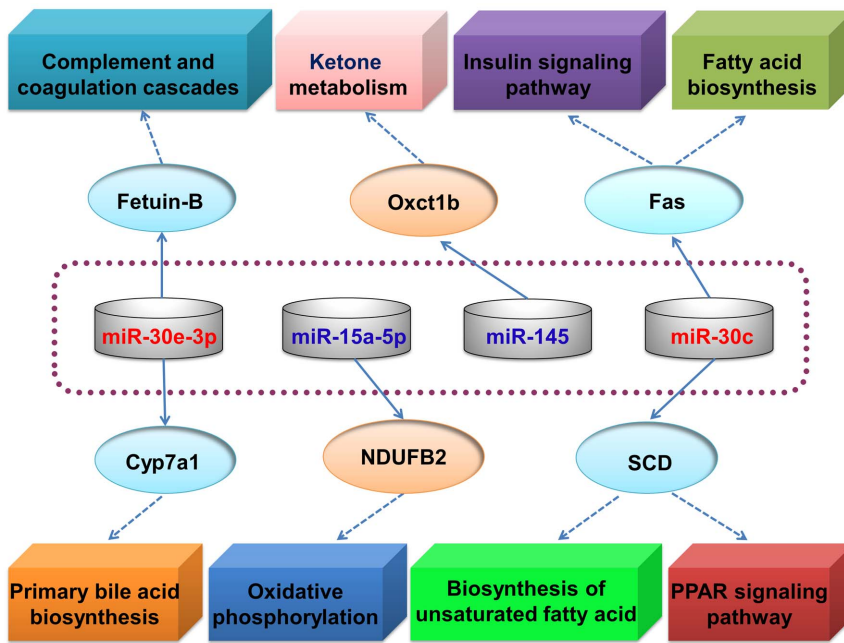 Complement and
coagulation cascades
Ketone
metabolism
Insulin signaling
pathway
Fatty acid
biosynthesis
Fetuin-B
Oxct1b
Fas
miR-30e-3p
miR-15a-5p
miR-145
miR-30c
Cyp7a1
NDUFB2
SCD
Primary bile acid
biosynthesis
Oxidative
phosphorylation
Biosynthesis of
unsaturated fatty acid
PPAR signaling
pathway